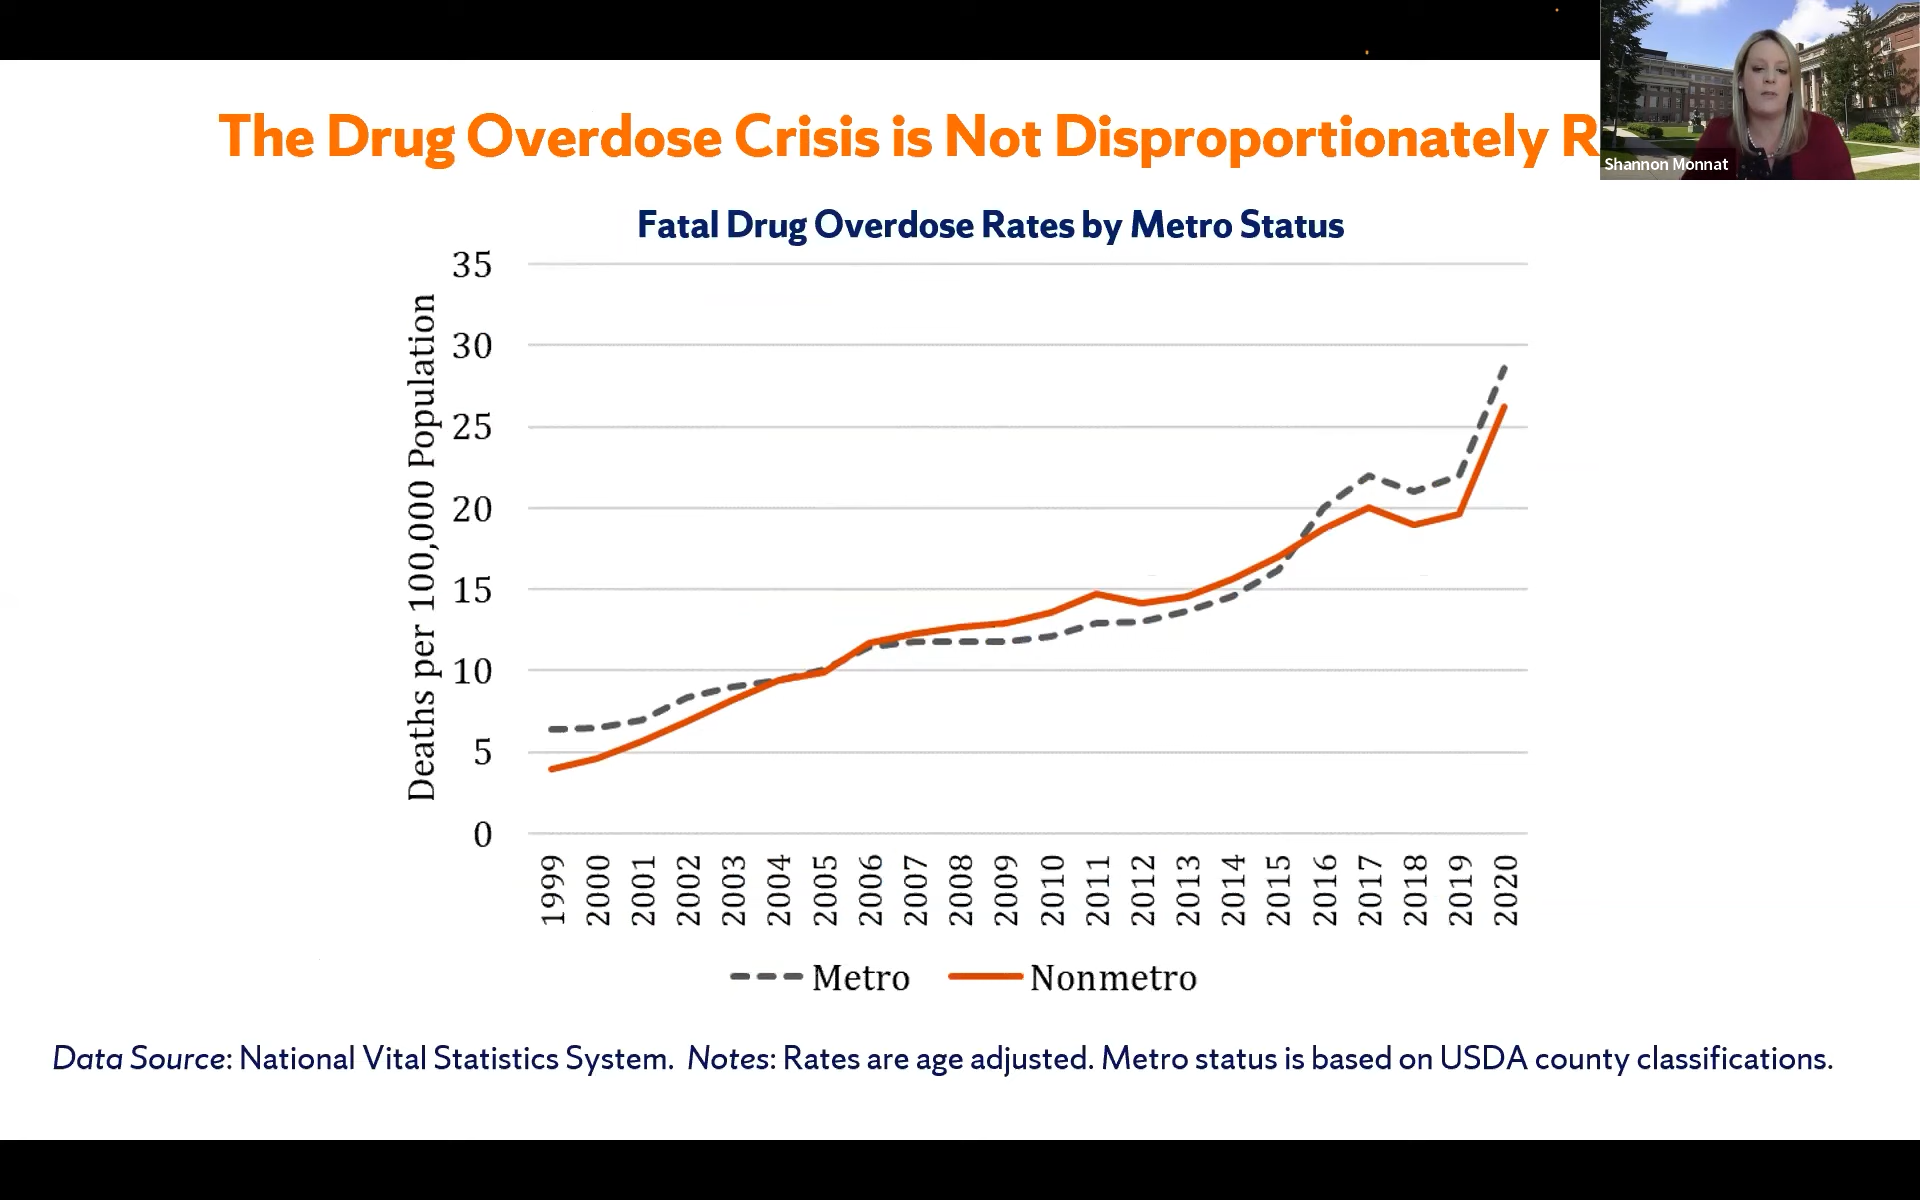 The Drug Overdose Crisis is Not Disproportionately R
Shannon Monnat
Fatal Drug Overdose Rates by Metro Status
Deaths per 100,000 Population
35
30
25
20
15
10
5
0
1999 2000 2001 2002 2003 2004 2005 2006 2007 2008 2009 2010 2011 2012 2013 2014 2015 2016 2017 2018 2019 2020
Metro Nonmetro
Data Source: National Vital Statistics System. Notes: Rates are age adjusted. Metro status is based on USDA county classifications.